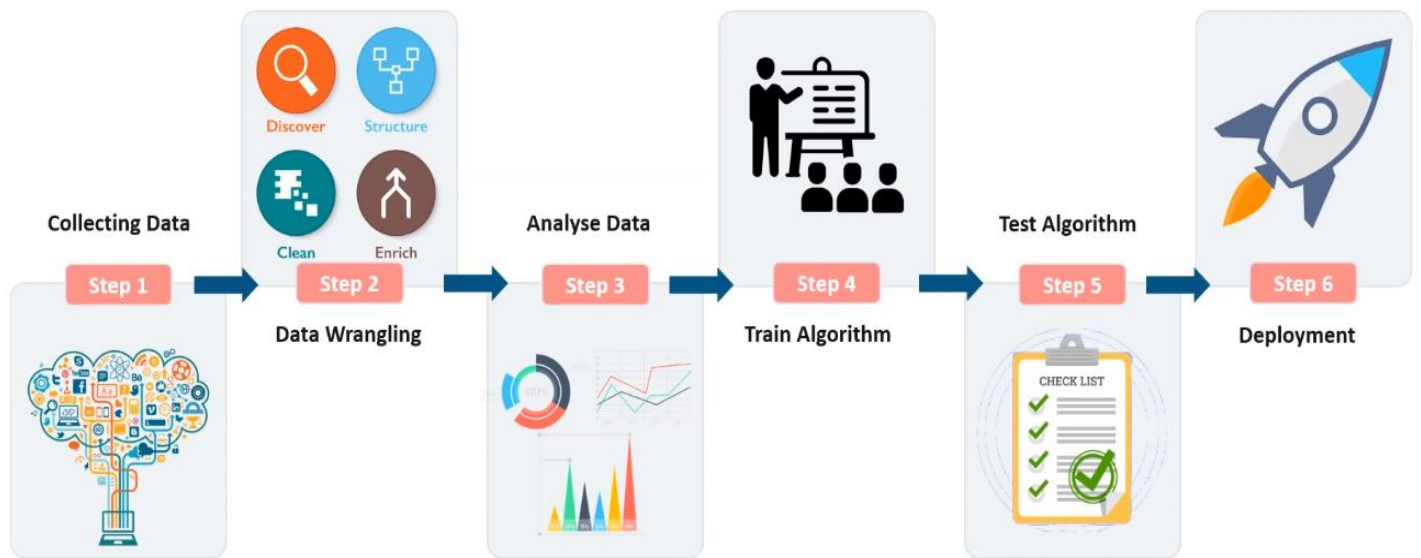 Discover
Structure
Clean
Enrich
Collecting Data
Analyse Data
Test Algorithm
Step 1
Step 2
Step 3
Step 4
Step 5
Step 6
Data Wrangling
Train Algorithm
Deployment
CHECK LIST